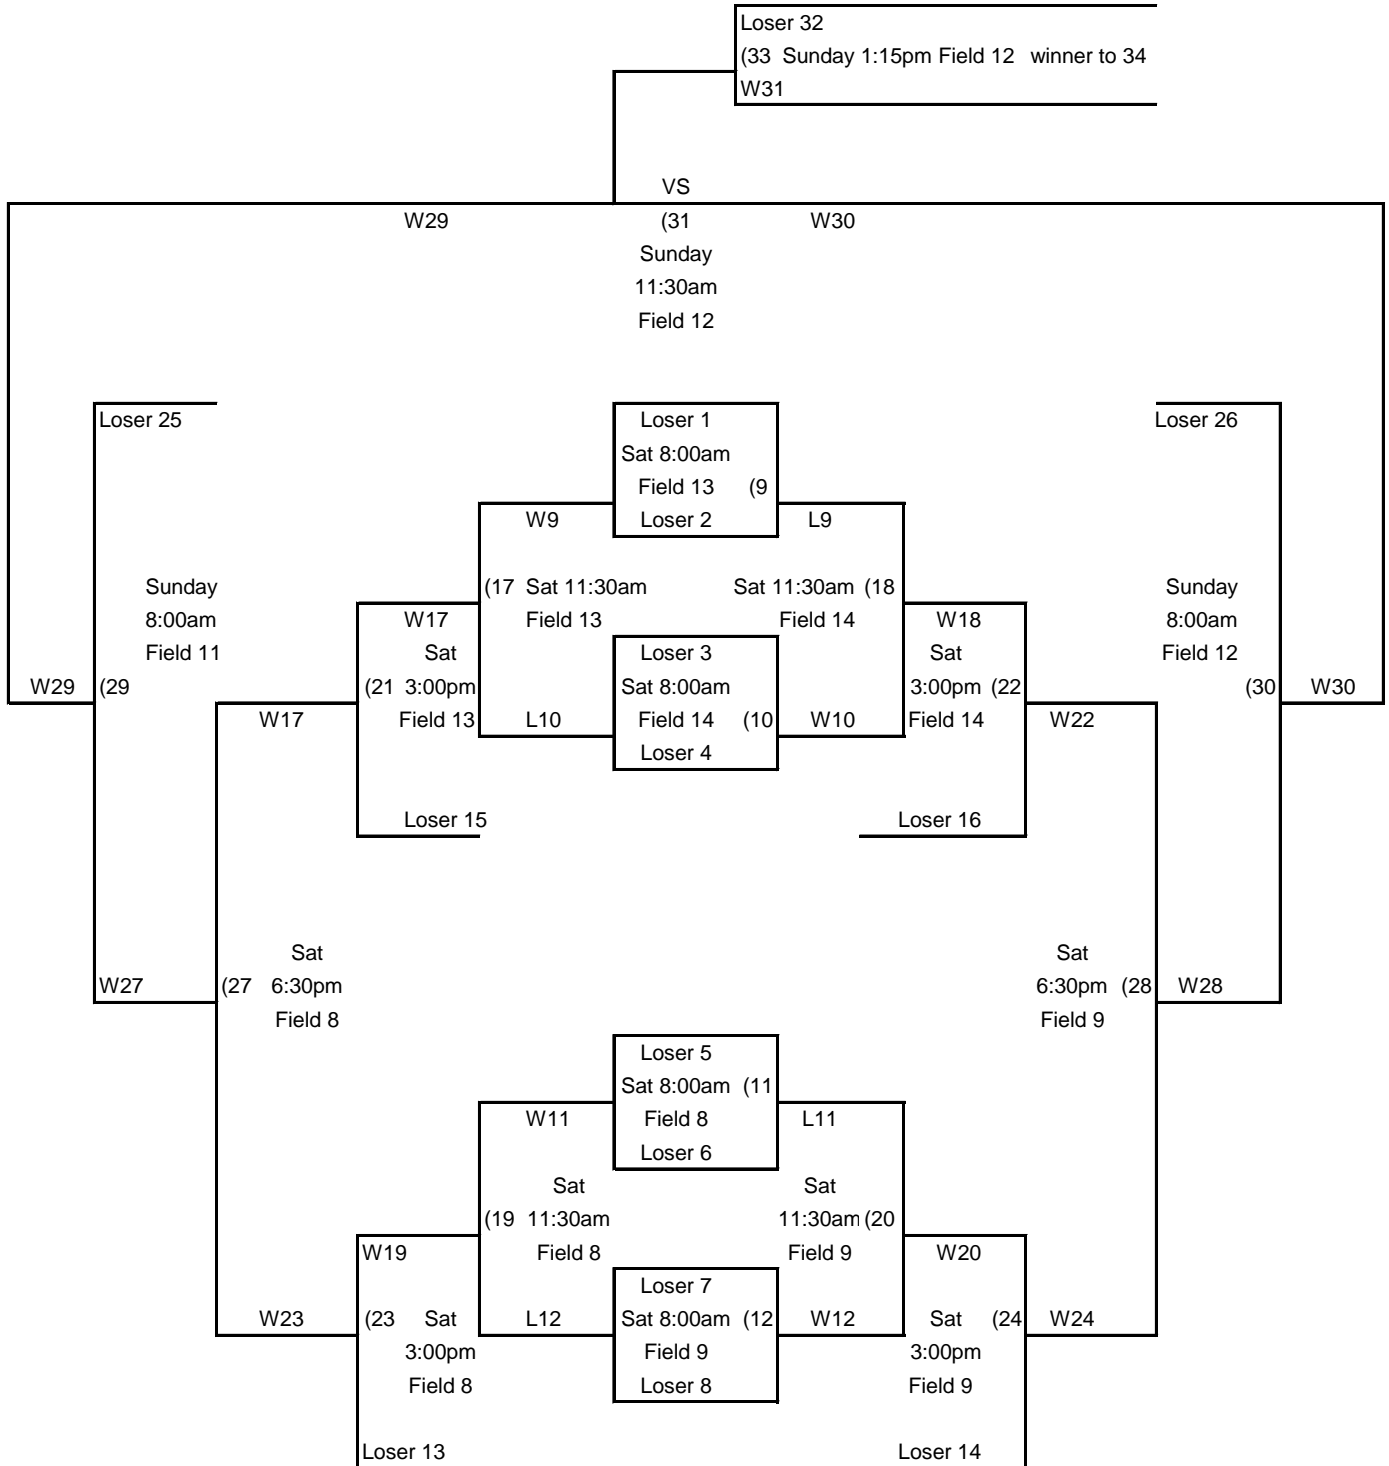 Loser 32
(33 Sunday 1:15pm Field 12 winner to 34
W31
VS
W29 (31 W30
Sunday
11:30am
Field 12
Loser 25 Loser 1 Loser 26
Sat 8:00am
Field 13 (9
W9 Loser 2 L9
Sunday (17 Sat 11:30am Sat 11:30am (18 Sunday
8:00am W17 Field 13 Field 14 W18 8:00am
Field 11 Sat Loser 3 Sat Field 12
W29 (29 (21 3:00pm Sat 8:00am 3:00pm (22 (30 W30
W17 Field 13 L10 Field 14 (10 W10 Field 14 W22
Loser 4
Loser 15 Loser 16
Sat Sat
W27 (27 6:30pm 6:30pm (28 W28
Field 8 Field 9
Loser 5
Sat 8:00am (11
W11 Field 8 L11
Loser 6
Sat Sat
(19 11:30am 11:30am (20
W19 Field 8 Field 9 W20
Loser 7
W23 (23 Sat L12 Sat 8:00am (12 W12 Sat (24 W24
3:00pm Field 9 3:00pm
Field 8 Loser 8 Field 9
Loser 13 Loser 14